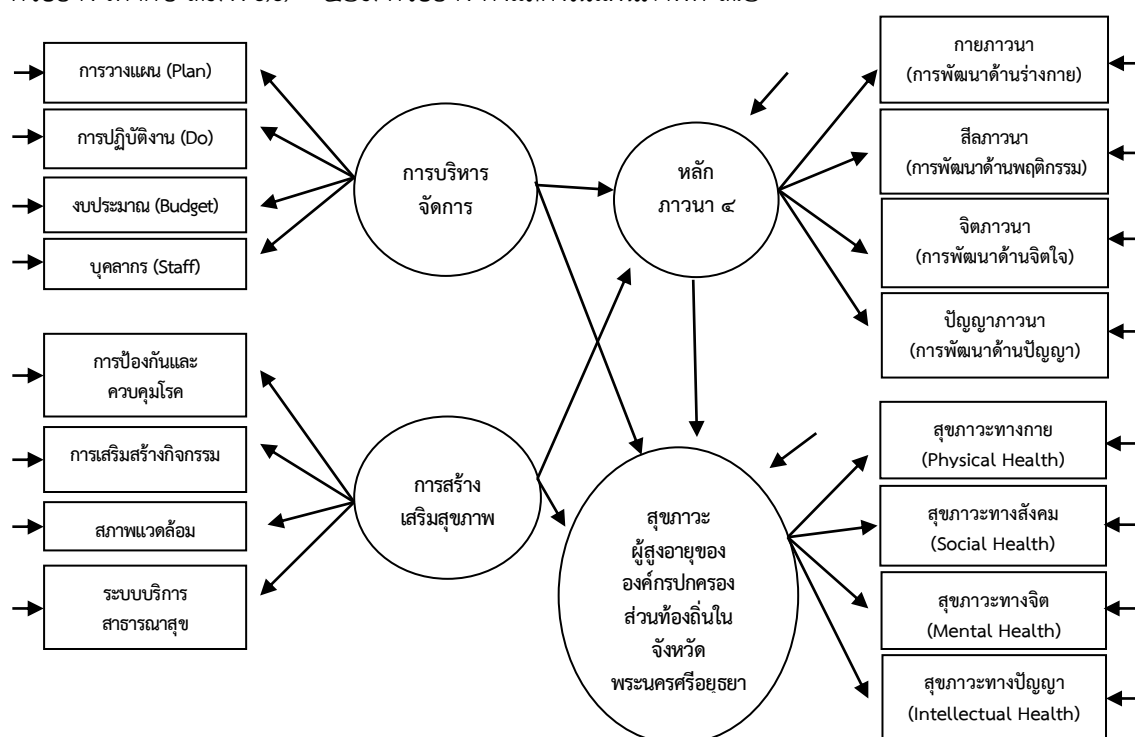 การวางแผน (Plan)
การปฏิบัติงาน (Do)
งบประมาณ (Budget)
บุคลากร (Staff)
การบริหาร
จัดการ
หลัก
ภาวนา ๔
กายภาวนา
(การพัฒนาด้านร่างกาย)
สีลภาวนา
(การพัฒนาด้านพฤติกรรม)
จิตภาวนา
(การพัฒนาด้านจิตใจ)
ปัญญาภาวนา
(การพัฒนาด้านปัญญา)
การป้องกันและ
ควบคุมโรค
การเสริมสร้างกิจกรรม
สภาพแวดล้อม
ระบบบริการ
สาธารณาสุข
การสร้าง
เสริมสุขภาพ
สุขภาวะ
ผู้สูงอายุของ
องค์กรปกครอง
ส่วนท้องถิ่นใน
จังหวัด
พระนครศรีอยุธยา
สุขภาวะทางกาย
(Physical Health)
สุขภาวะทางสังคม
(Social Health)
สุขภาวะทางจิต
(Mental Health)
สุขภาวะทางปัญญา
(Intellectual Health)